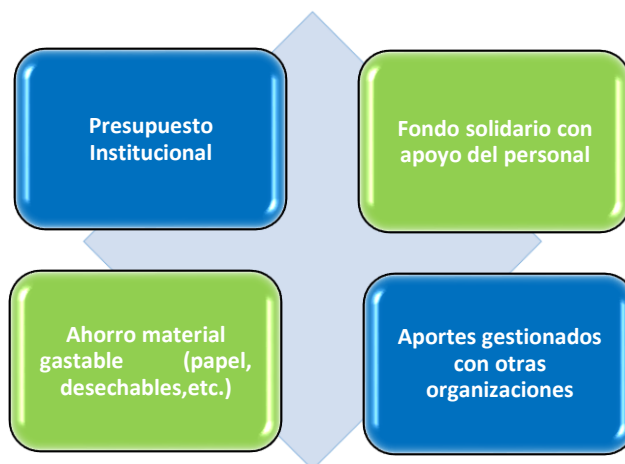 Presupuesto
Institucional
Fondo solidario con
apoyo del personal
Ahorro material
gastable (papel,
desechables,etc.)
Aportes gestionados
con otras
organizaciones